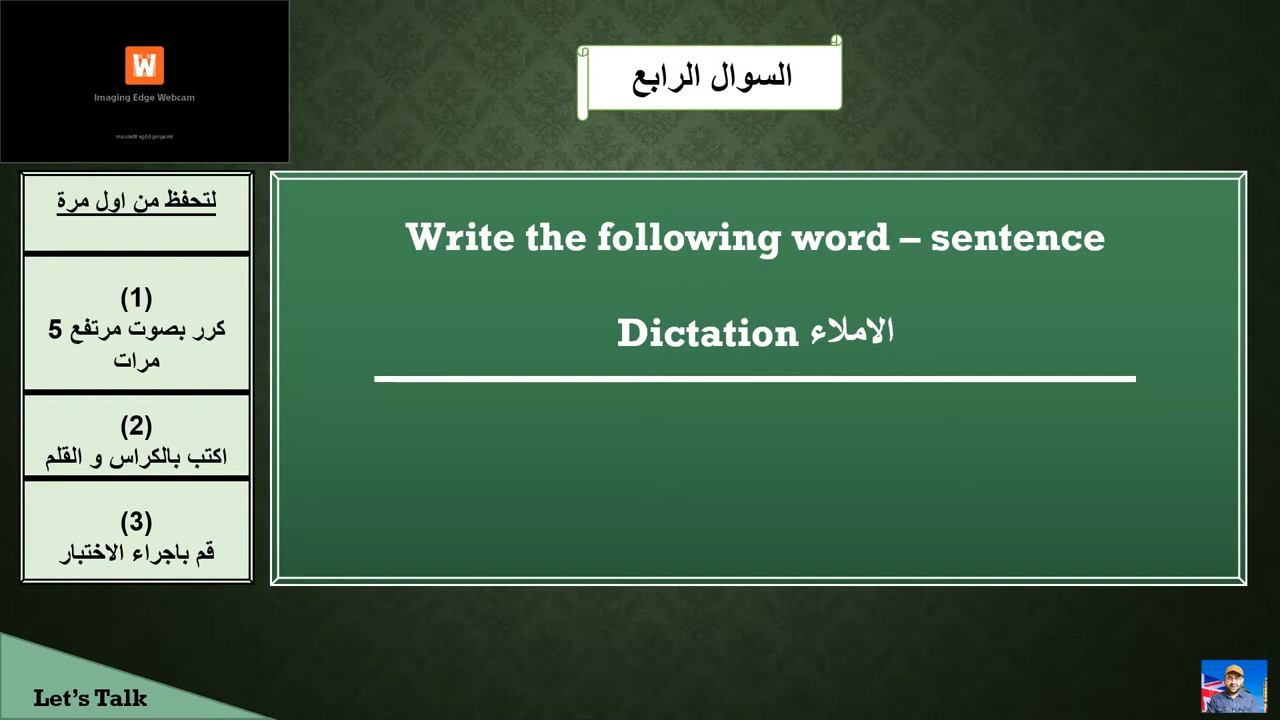 Imaging Edge Webcam
السوال الرابع
لتحفظ من اول مرة
(1)
كرر بصوت مرتفع 5
مرات
(2)
اكتب بالكراس و القلم
(3)
قم باجراء الاختبار
Write the following word – sentence
Dictation الاملاء
Let's Talk